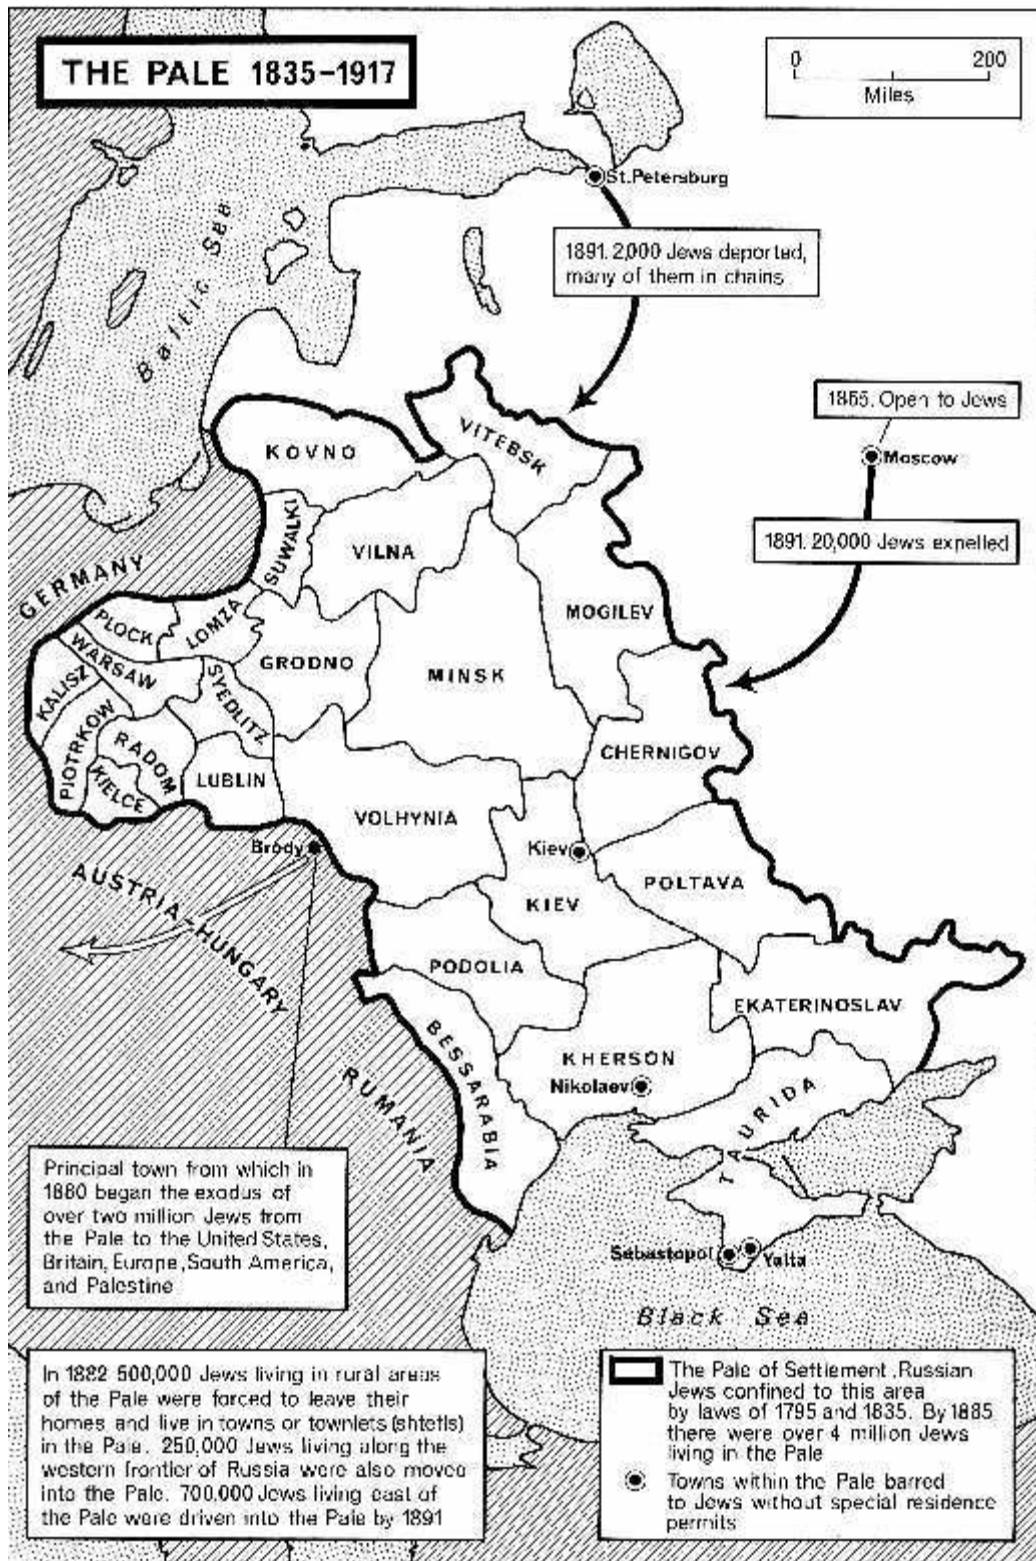 THE PALE 1835–1917
0 200
Miles
St.Petersburg
1891. 2,000 Jews deported,
many of them in chains
Baltic Sea
1865. Open to Jews
Moscow
1891. 20,000 Jews expelled
VITEBSK
KOVNO
SUWALKI
VILNA
GERMANY
MOGILEV
PLOCK
LOMZA
WARSAW
GRODNO
MINSK
KALISZ
SYEDLITZ
PIOTRKOW
RADOM
KIELCE
LUBLIN
CHERNIGOV
VOLHYNIA
Brody
Kiev
KIEV
POLTAVA
AUSTRIA-HUNGARY
PODOLIA
EKATERINOSLAV
BESSARABIA
KHERSON
Nikolaev
RUMANIA
TAURIDA
Sebastopol
Yalta
Black Sea
Principal town from which in
1880 began the exodus of
over two million Jews from
the Pale to the United States,
Britain, Europe, South America,
and Palestine
In 1882 500,000 Jews living in rural areas
of the Pale were forced to leave their
homes and live in towns or townlets (shtetls)
in the Pale. 250,000 Jews living along the
western frontier of Russia were also moved
into the Pale. 700,000 Jews living east of
the Pale were driven into the Pale by 1891
The Pale of Settlement. Russian
Jews confined to this area
by laws of 1795 and 1835. By 1885
there were over 4 million Jews
living in the Pale
Towns within the Pale barred
to Jews without special residence
permits